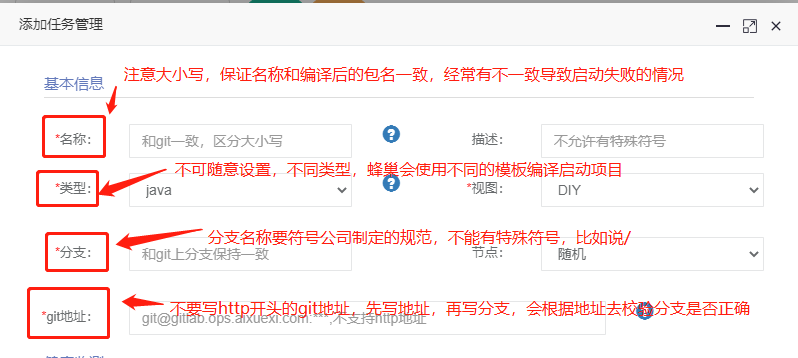 添加任务管理
注意大小写，保证名称和编译后的包名一致，经常有不一致导致启动失败的情况
基本信息
*名称： 和git一致，区分大小写 ? 描述： 不允许有特殊符号
不可随意设置，不同类型，蜂巢会使用不同的模板编译启动项目
*类型： java ? *视图： DIY
分支名称要符号公司制定的规范，不能有特殊符号，比如说/
*分支： 和git上分支保持一致 节点： 随机
不要写http开头的git地址，先写地址，再写分支，会根据地址去校验分支是否正确
*git地址： git@gitlab.ops.aixuexi.com:***,不支持http地址